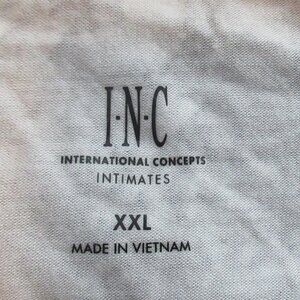 I·N·C
INTERNATIONAL CONCEPTS
INTIMATES
XXL
MADE IN VIETNAM